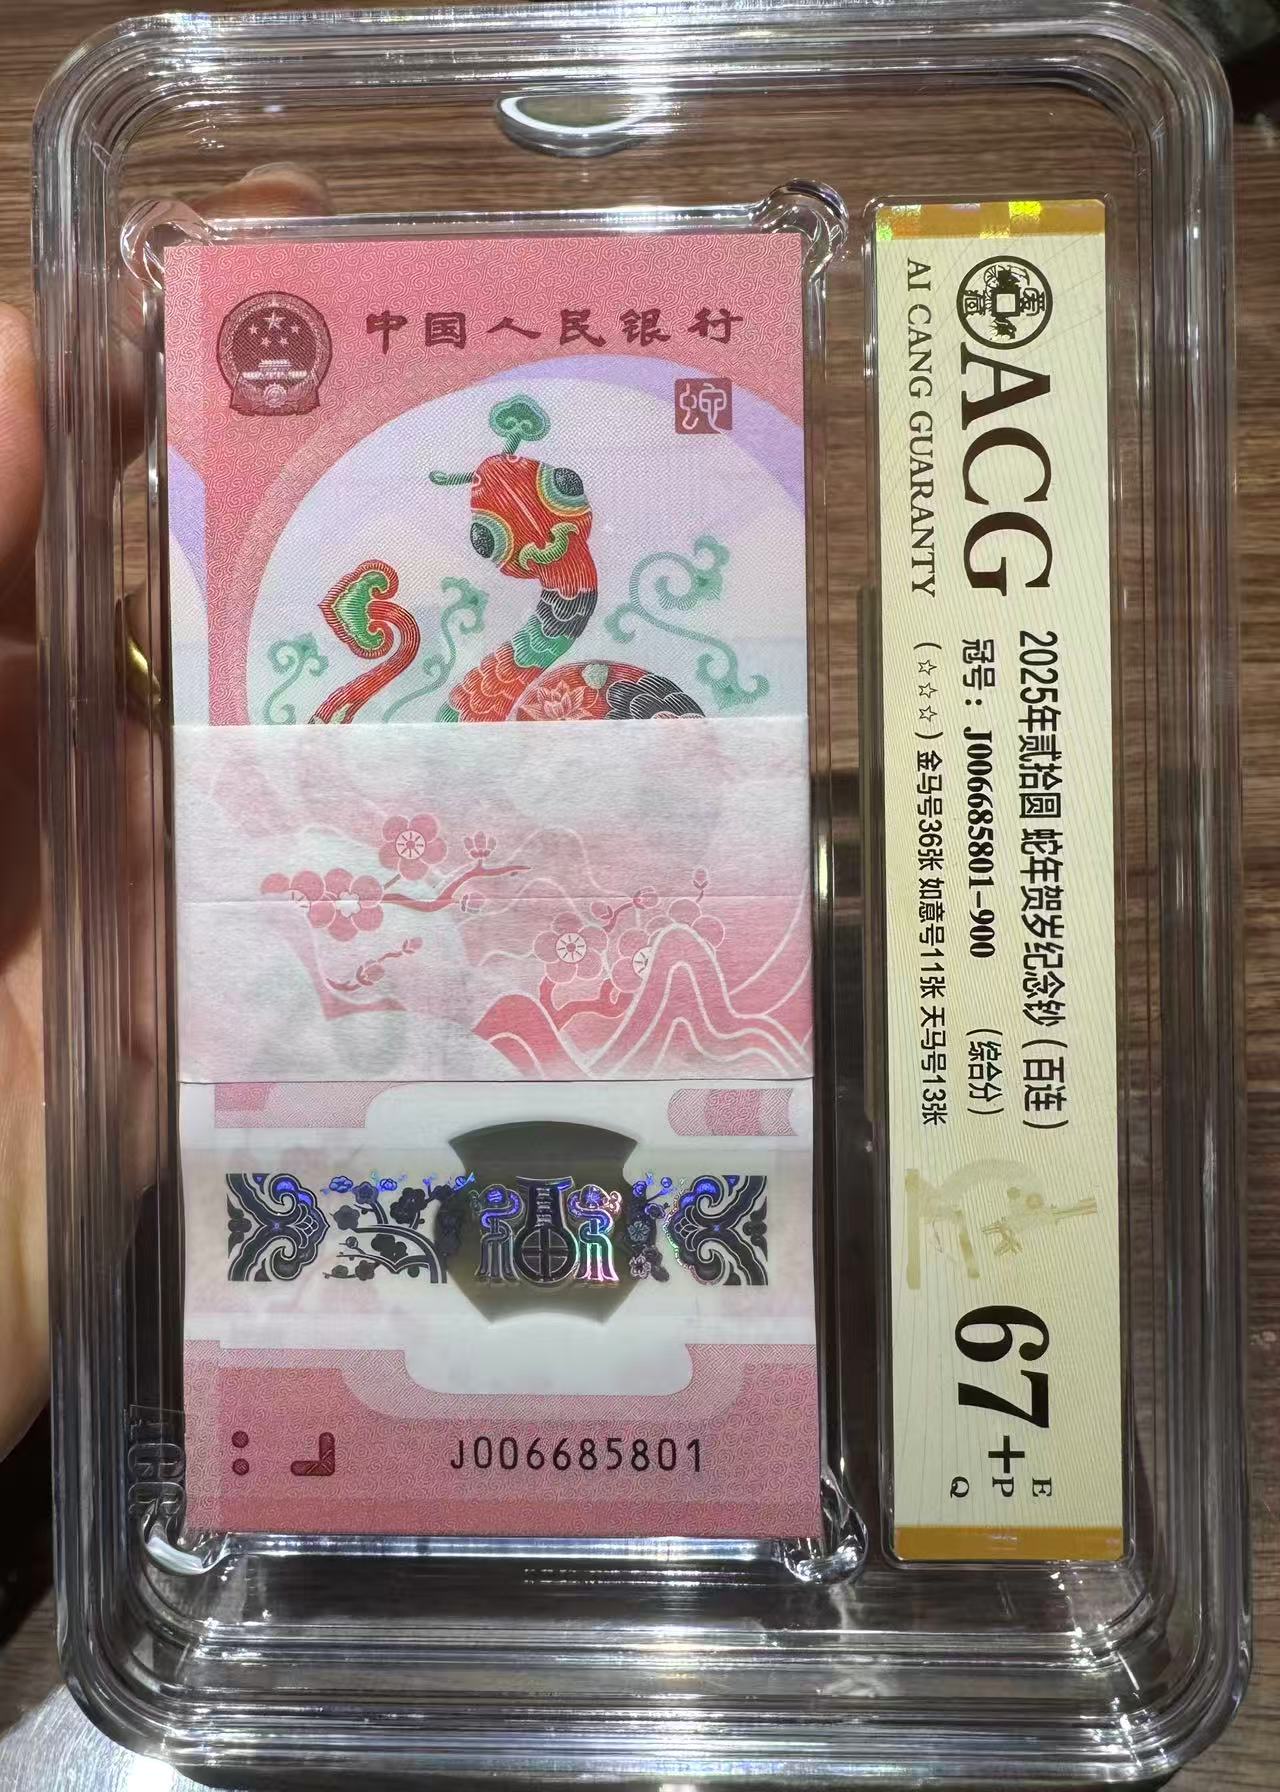 中国人民银行
蛇
J006685801
ACG
AI CANG GUARANTY
2025年贰拾圆 蛇年贺岁纪念钞(百连)
冠号:J006685801-900 (综合分)
(☆☆☆)金马号36张 如意号11张 天马号13张
67+
E
P
Q
ACG